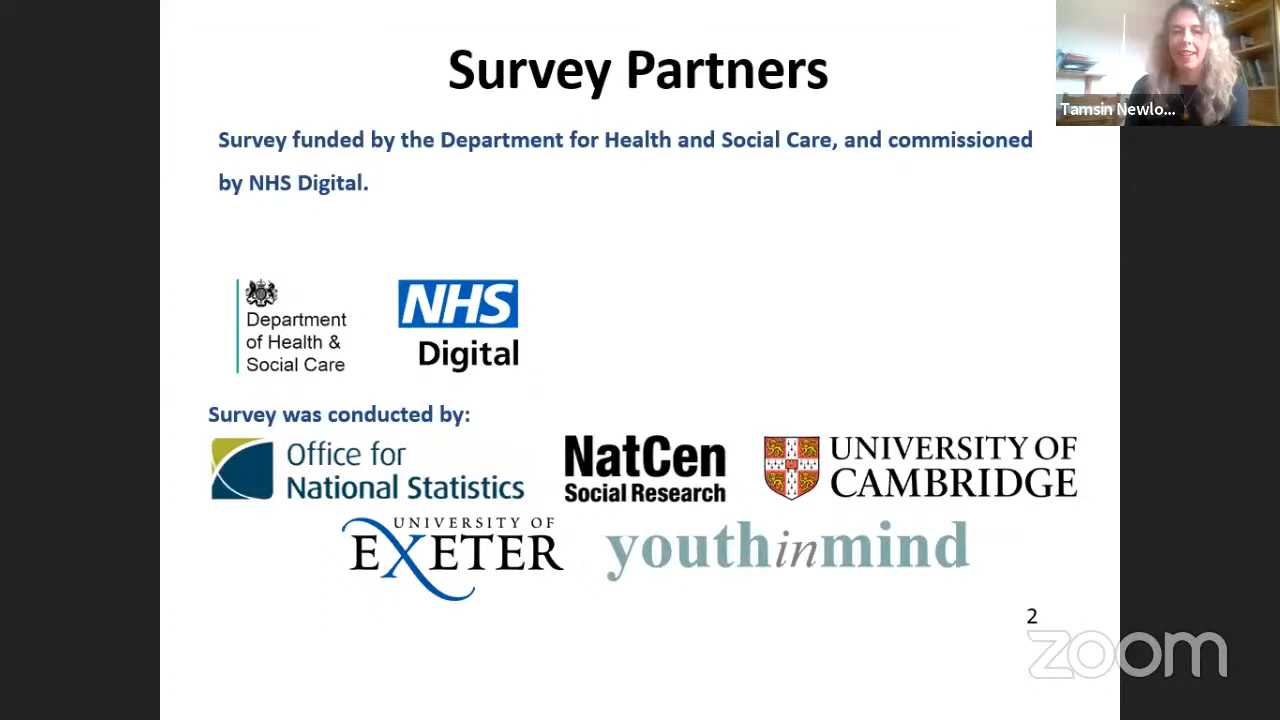 Survey Partners
Tamsin Newlo...
Survey funded by the Department for Health and Social Care, and commissioned
by NHS Digital.
Department
of Health &
Social Care
NHS
Digital
Survey was conducted by:
Office for
National Statistics
NatCen
Social Research
UNIVERSITY OF
CAMBRIDGE
UNIVERSITY OF
EXETER
youthinmind
2
zoom